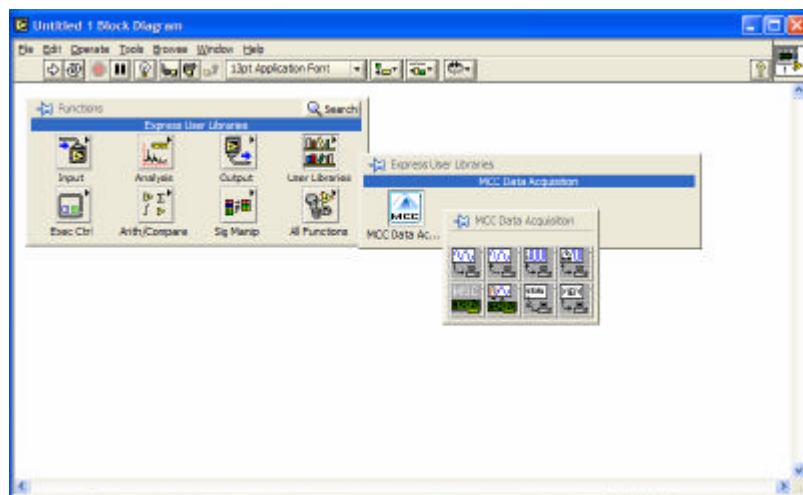 Untitled 1 Block Diagram
File Edit Operate Tools Browse Window Help
13pt Application Font
Functions
Search
Express User Libraries
Input Analysis Output User Libraries
Exec Ctrl Arith/Compare Sig Manip All Functions
Express User Libraries
MCC Data Acquisition
MCC
MCC Data Ac...
MCC Data Acquisition